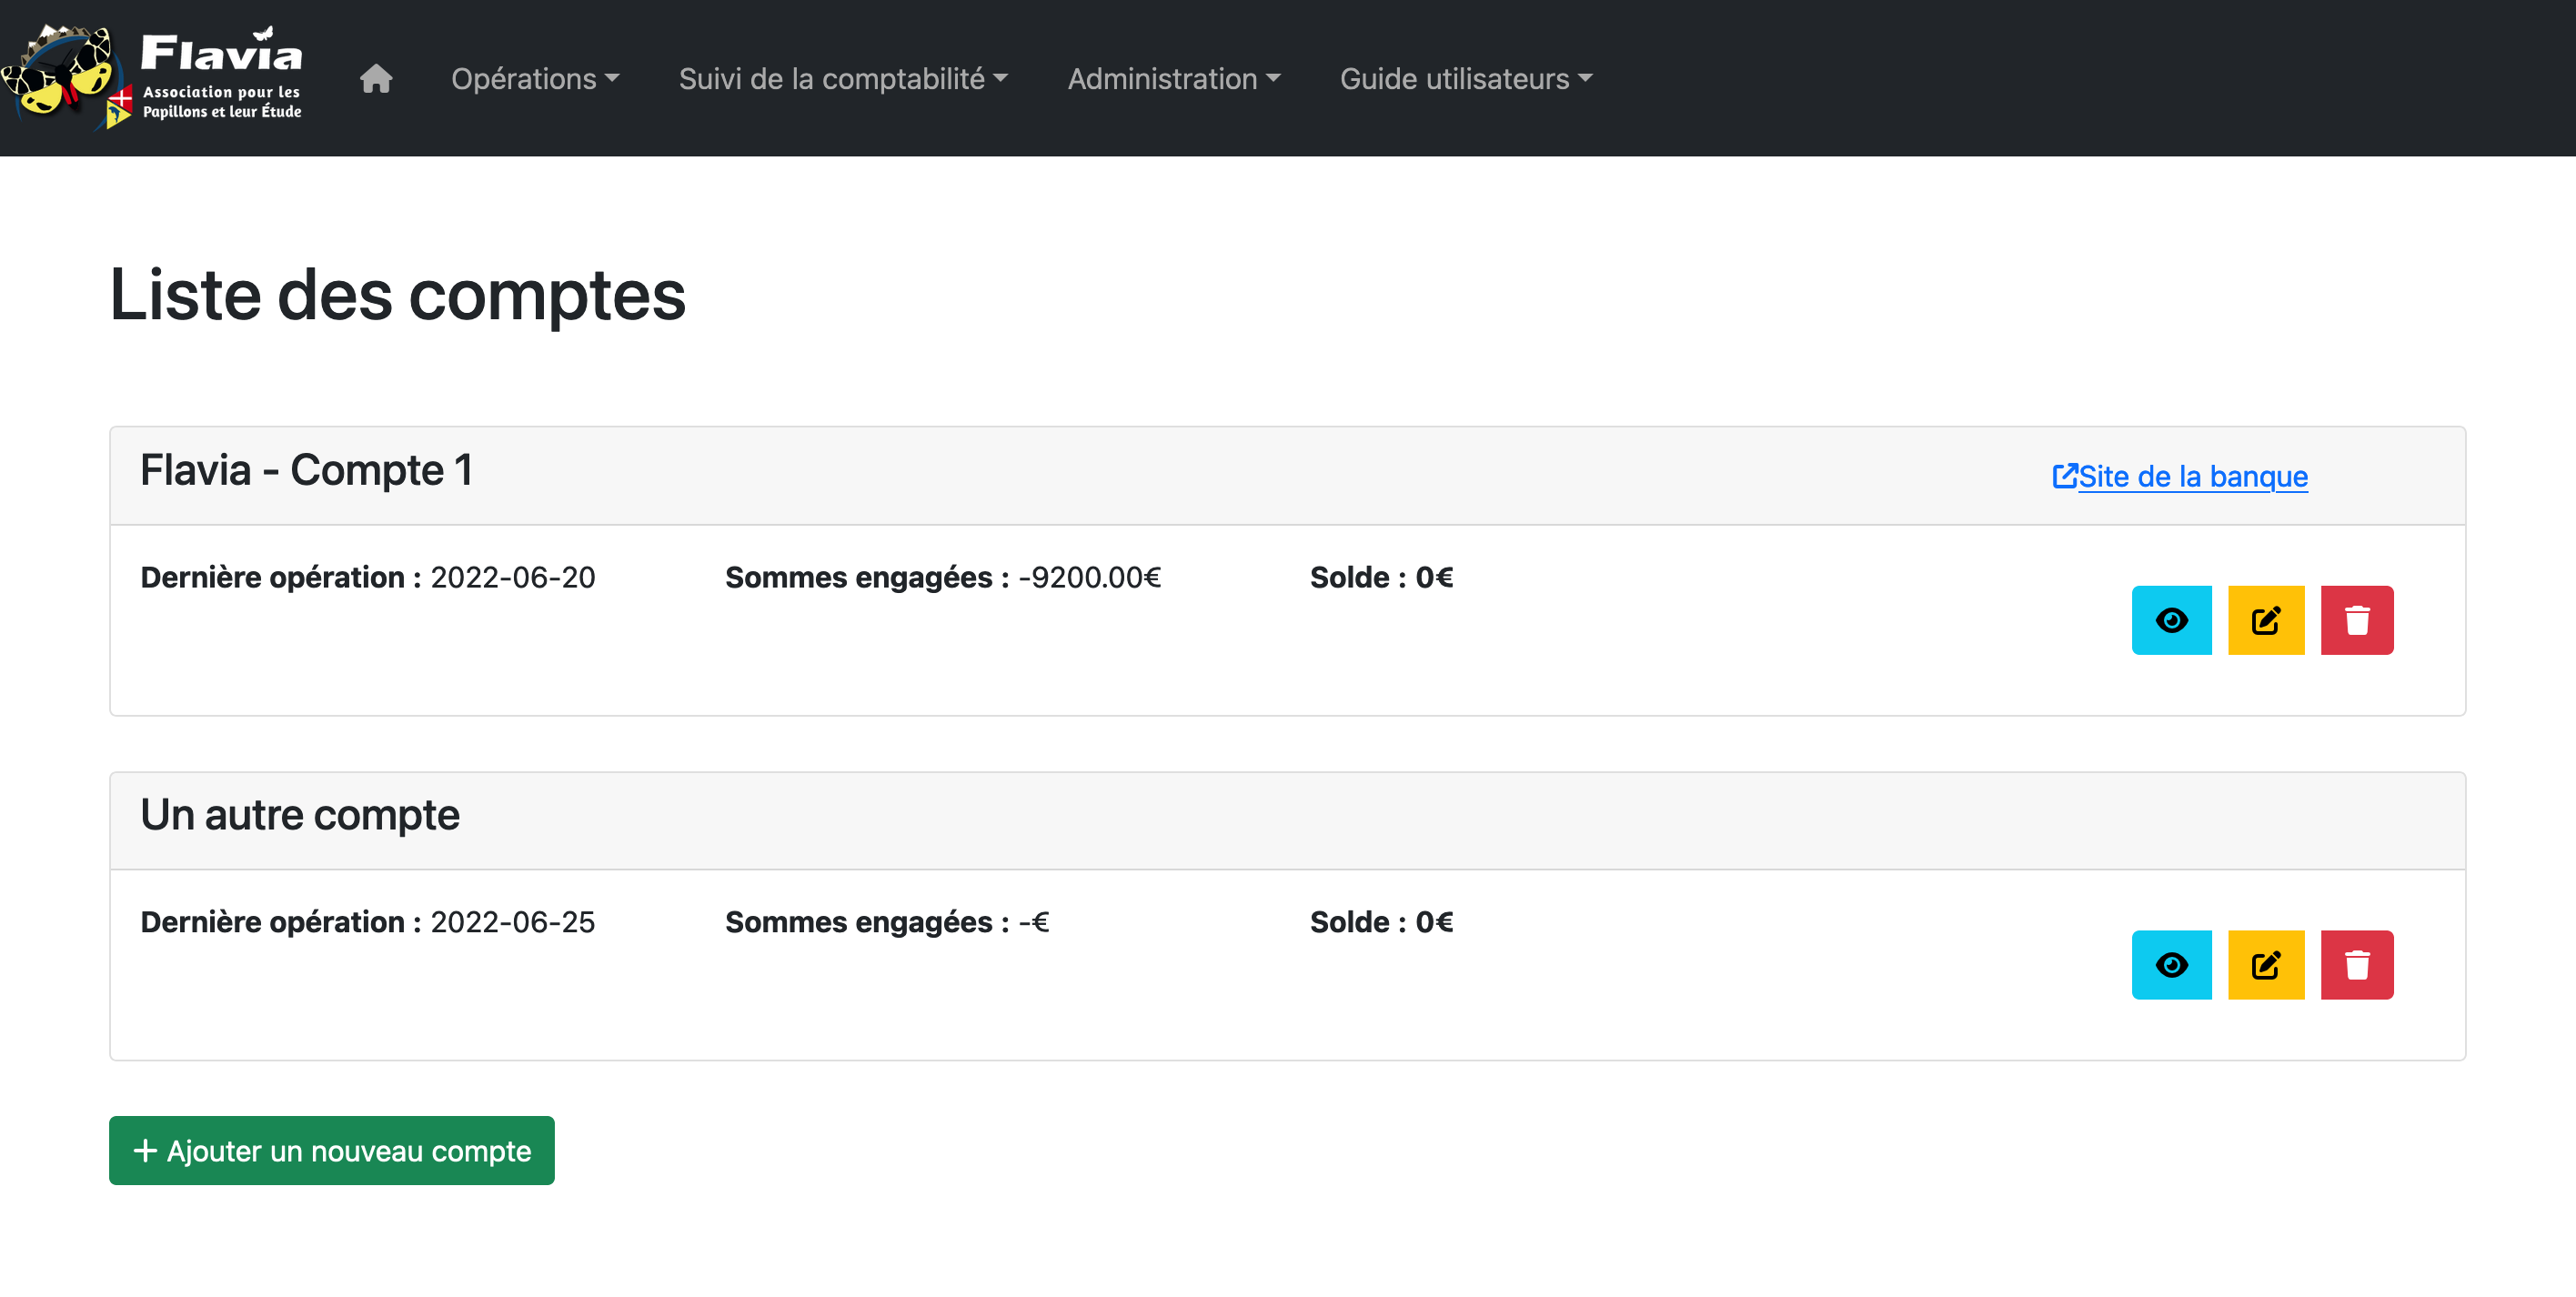 Flavia
Association pour les
Papillons et leur Étude
Opérations
Suivi de la comptabilité
Administration
Guide utilisateurs
Liste des comptes
Flavia - Compte 1
Site de la banque
Dernière opération : 2022-06-20
Sommes engagées : -9200.00€
Solde : 0€
Un autre compte
Dernière opération : 2022-06-25
Sommes engagées : -€
Solde : 0€
+ Ajouter un nouveau compte